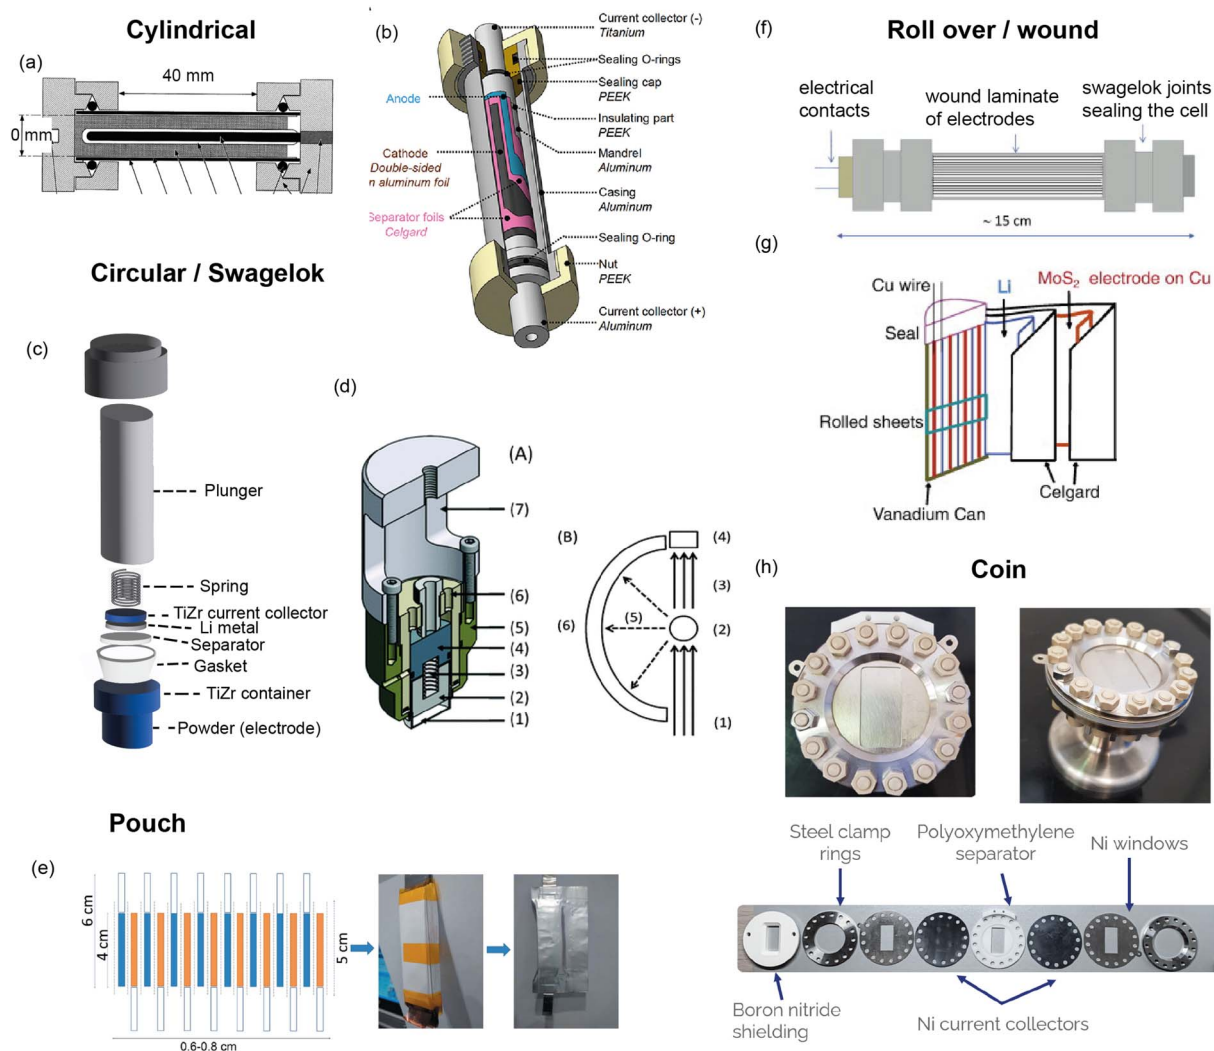 Cylindrical
(a)
40 mm
0 mm
(b)
Current collector (-)
Titanium
Sealing O-rings
Sealing cap
PEEK
Anode
Insulating part
PEEK
Cathode
Double-sided
n aluminum foil
Mandrel
Aluminum
Casing
Aluminum
Separator foils
Celgard
Sealing O-ring
Nut
PEEK
Current collector (+)
Aluminum
Circular / Swagelok
(c)
Plunger
Spring
TiZr current collector
Li metal
Separator
Gasket
TiZr container
Powder (electrode)
(d)
(A)
(7)
(6)
(5)
(4)
(3)
(2)
(1)
(B)
(4)
(3)
(5)
(6)
(2)
(1)
Pouch
(e)
6 cm
4 cm
5 cm
0.6-0.8 cm
(f)
Roll over / wound
electrical
contacts
wound laminate
of electrodes
swagelok joints
sealing the cell
~ 15 cm
(g)
Cu wire
Li
MoS₂ electrode on Cu
Seal
Rolled sheets
Celgard
Vanadium Can
(h)
Coin
Steel clamp
rings
Polyoxymethylene
separator
Ni windows
Boron nitride
shielding
Ni current collectors